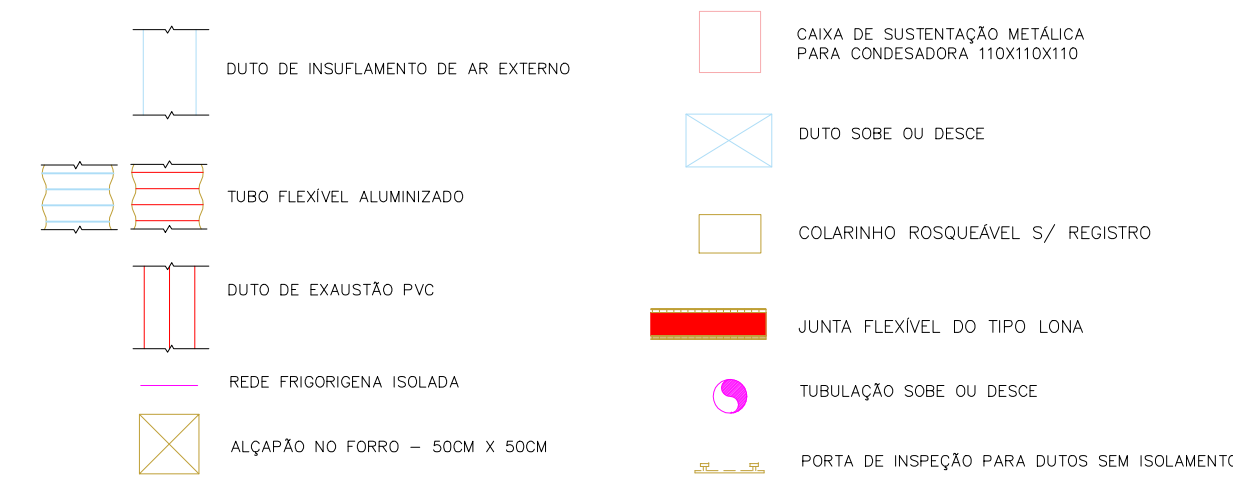 DUTO DE INSUFLAMENTO DE AR EXTERNO
TUBO FLEXÍVEL ALUMINIZADO
DUTO DE EXAUSTÃO PVC
REDE FRIGORIGENA ISOLADA
ALÇAPÃO NO FORRO – 50CM X 50CM
CAIXA DE SUSTENTAÇÃO METÁLICA
PARA CONDESADORA 110X110X110
DUTO SOBE OU DESCE
COLARINHO ROSQUEÁVEL S/ REGISTRO
JUNTA FLEXÍVEL DO TIPO LONA
TUBULAÇÃO SOBE OU DESCE
PORTA DE INSPEÇÃO PARA DUTOS SEM ISOLAMENTO